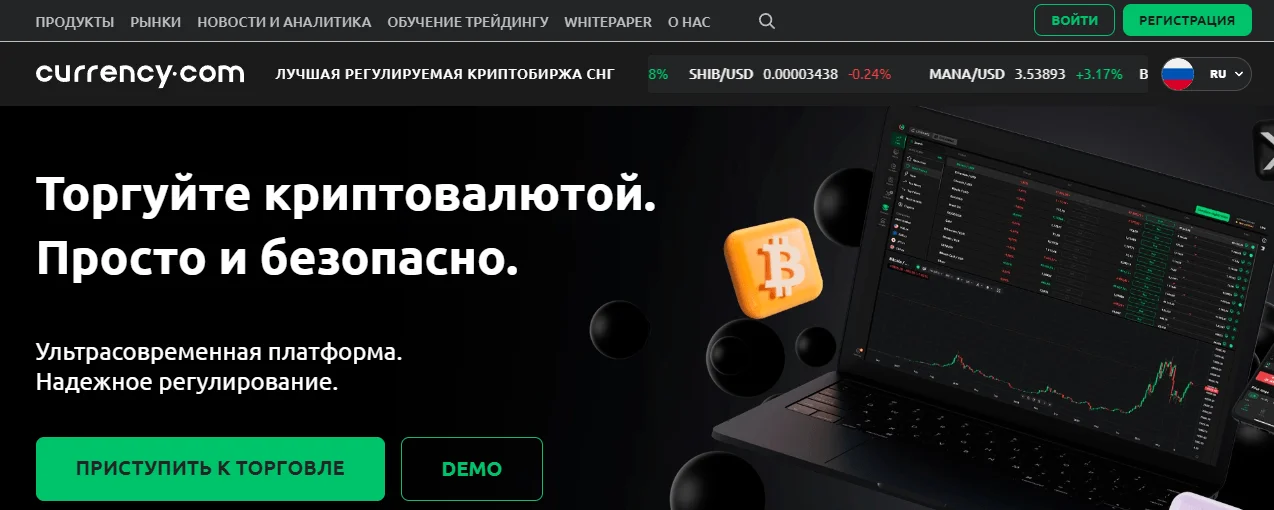 ПРОДУКТЫ РЫНКИ НОВОСТИ И АНАЛИТИКА ОБУЧЕНИЕ ТРЕЙДИНГУ WHITEPAPER О НАС ВОЙТИ РЕГИСТРАЦИЯ
currency.com ЛУЧШАЯ РЕГУЛИРУЕМАЯ КРИПТОБИРЖА СНГ 8% SHIB/USD 0.00003438 -0.24% MANA/USD 3.53893 +3.17% B RU
Торгуйте криптовалютой.
Просто и безопасно.
Ультрасовременная платформа.
Надежное регулирование.
ПРИСТУПИТЬ К ТОРГОВЛЕ DEMO